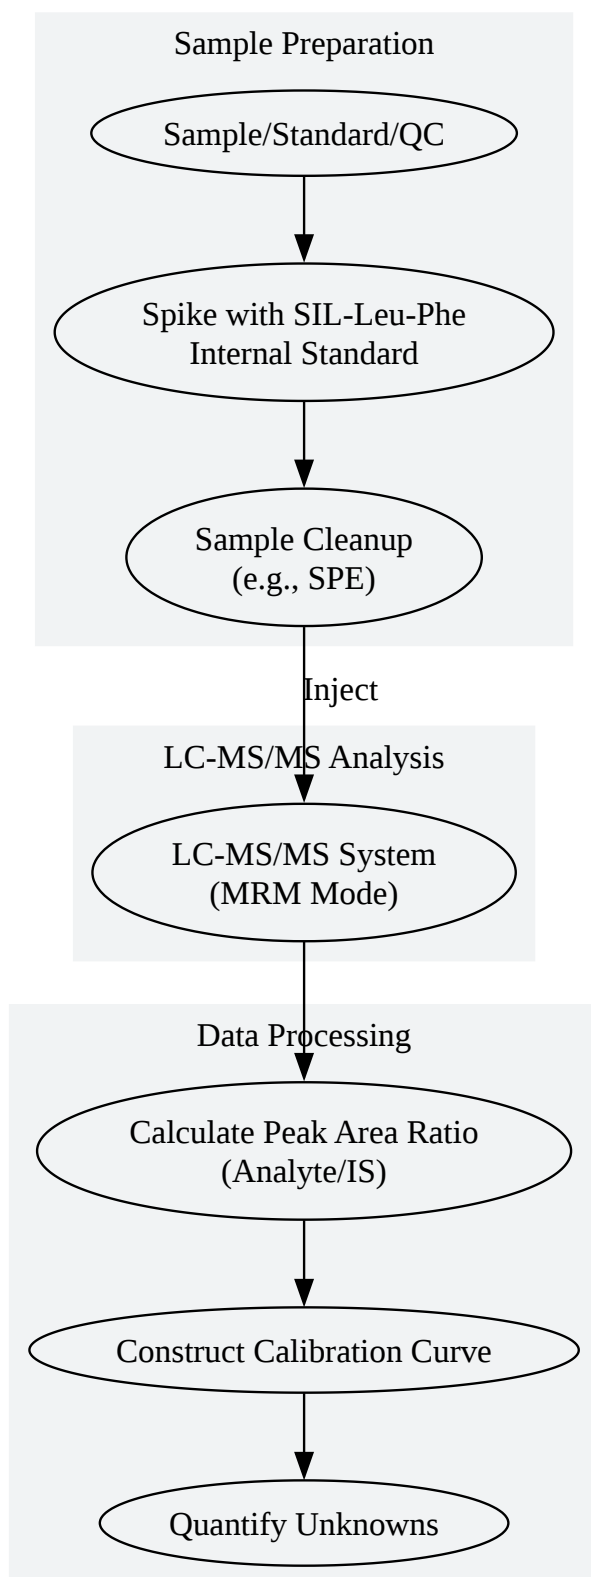 Sample Preparation
Sample/Standard/QC
Spike with SIL-Leu-Phe
Internal Standard
Sample Cleanup
(e.g., SPE)
Inject
LC-MS/MS Analysis
LC-MS/MS System
(MRM Mode)
Data Processing
Calculate Peak Area Ratio
(Analyte/IS)
Construct Calibration Curve
Quantify Unknowns